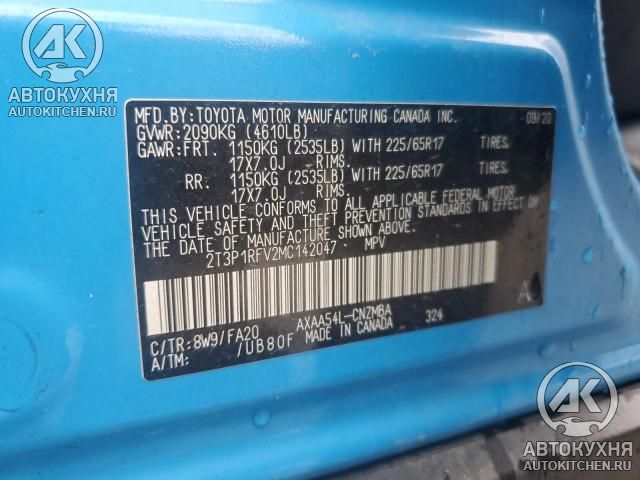 АК
АВТОКУХНЯ
AUTOKITCHEN.RU
MFD.BY:TOYOTA MOTOR MANUFACTURING CANADA INC. 09/20
GVWR:2090KG (4610LB)
GAWR:FRT. 1150KG (2535LB) WITH 225/65R17 TIRES.
17X7.0J RIMS.
RR. 1150KG (2535LB) WITH 225/65R17 TIRES.
17X7.0J RIMS.
THIS VEHICLE CONFORMS TO ALL APPLICABLE FEDERAL MOTOR
VEHICLE SAFETY AND THEFT PREVENTION STANDARDS IN EFFECT ON
THE DATE OF MANUFACTURE SHOWN ABOVE.
2T3P1RFV2MC142047 MPV
C/TR:8W9/FA20 AXAA54L-CNZMBA 324
A/TM: /UB80F MADE IN CANADA
A
АК
АВТОКУХНЯ
AUTOKITCHEN.RU